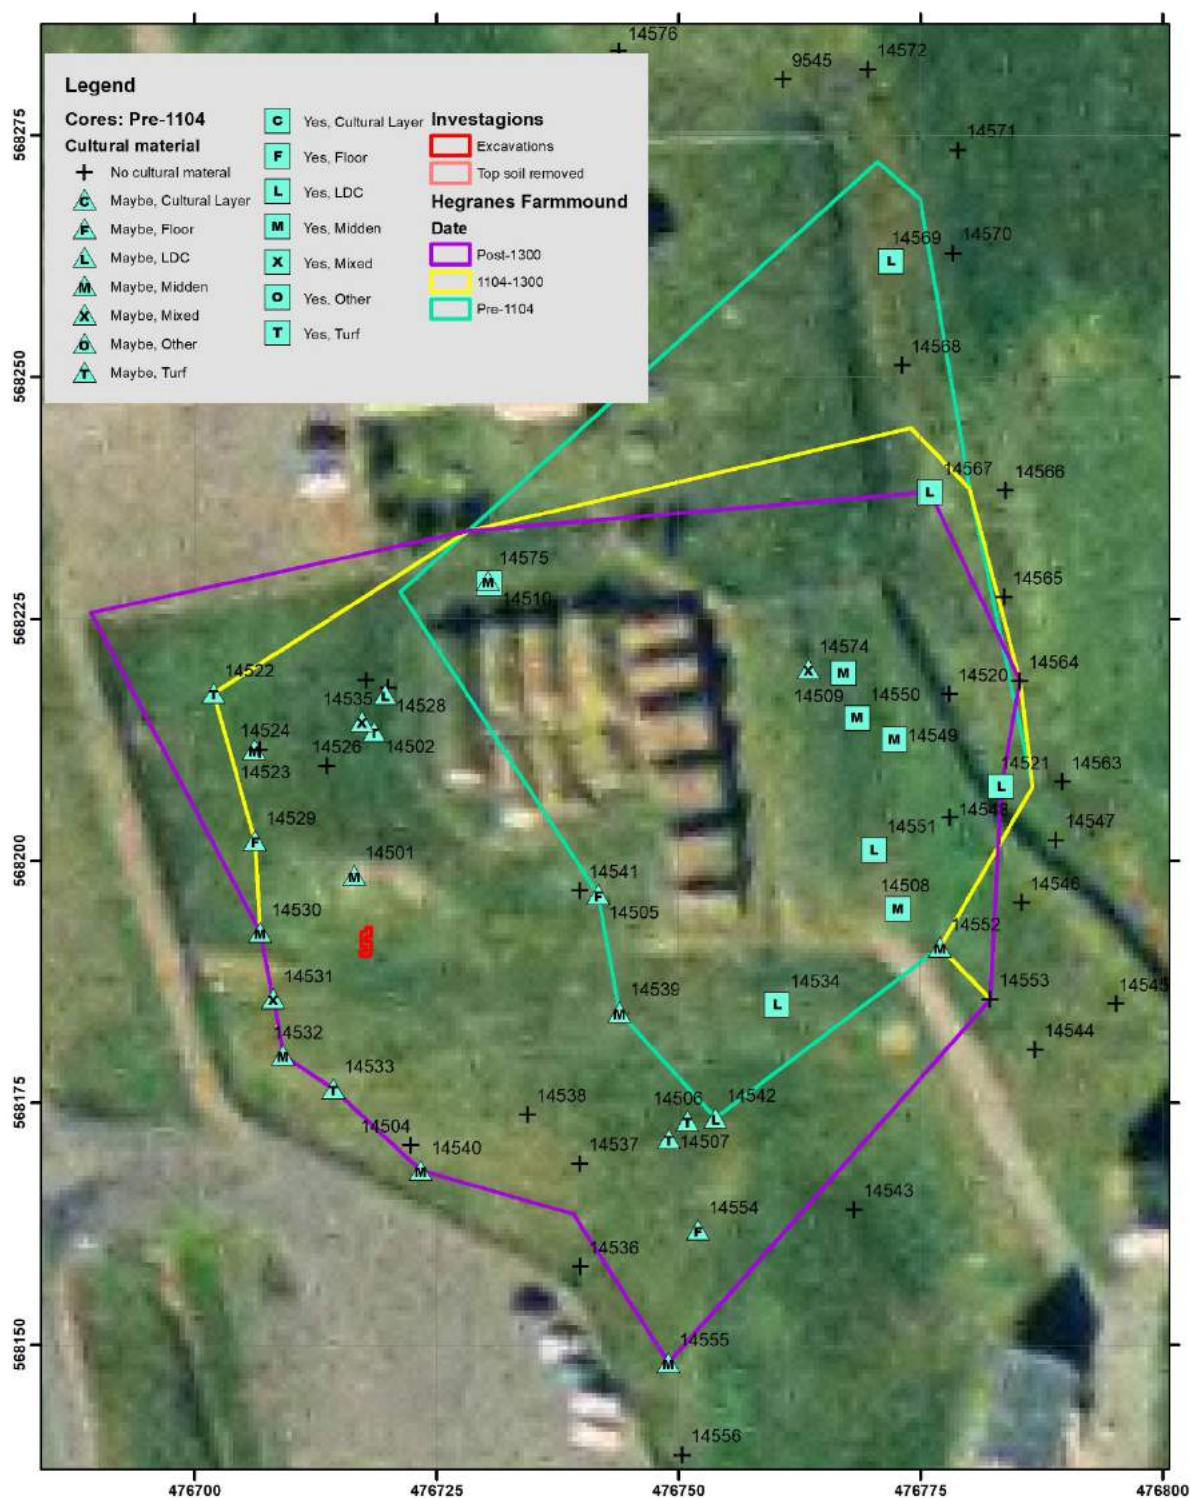 14576
14572
9545
Legend
Cores: Pre-1104
Cultural material
No cultural materal
C Maybe, Cultural Layer
F Maybe, Floor
L Maybe, LDC
M Maybe, Midden
X Maybe, Mixed
O Maybe, Other
T Maybe, Turf
C Yes, Cultural Layer
F Yes, Floor
L Yes, LDC
M Yes, Midden
X Yes, Mixed
O Yes, Other
T Yes, Turf
Investagions
Excavations
Top soil removed
Hegranes Farmmound
Date
Post-1300
1104-1300
Pre-1104
568275
14571
14569
14570
L
568250
14568
14567
14566
L
14575
M
14510
14565
568225
14574
14564
14522
T
X
M
14520
14535
L
14528
14509
14550
14524
X
T
M
14526
14502
M
14549
M
14523
14521
14563
L
14529
14548
14547
F
14551
L
568200
14501
M
14541
F
14505
14508
M
14546
14530
M
14552
M
14531
X
14539
M
14534
L
14553
14545
14532
M
14544
14533
T
568175
14538
14506
T
14542
L
14504
14540
M
14537
T
14507
14554
F
14543
14536
568150
14555
M
14556
476700
476725
476750
476775
476800